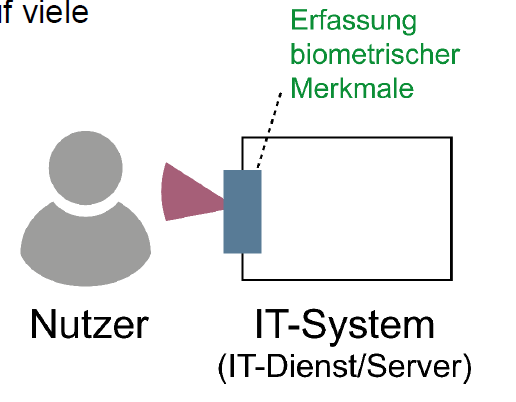 viele
Erfassung
biometrischer
Merkmale
Nutzer
IT-System
(IT-Dienst/Server)